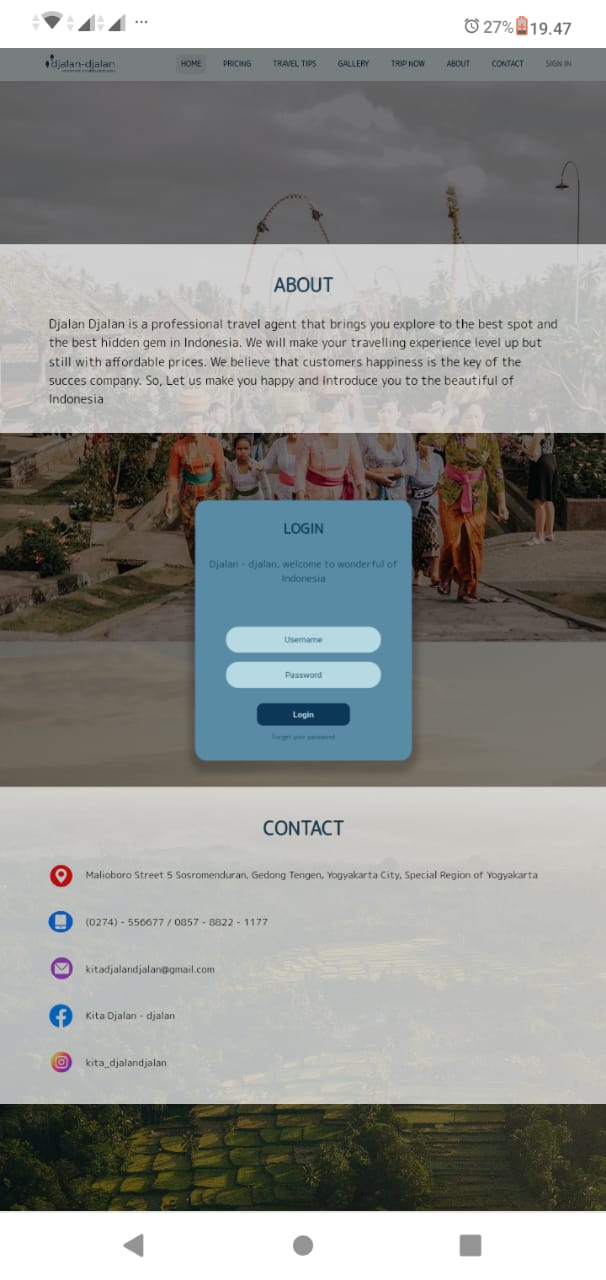 27% 19.47
djalan-djalan HOME PRICING TRAVEL TIPS GALLERY TRIP NOW ABOUT CONTACT SIGN IN
ABOUT
Djalan Djalan is a professional travel agent that brings you explore to the best spot and
the best hidden gem in Indonesia. We will make your travelling experience level up but
still with affordable prices. We believe that customers happiness is the key of the
succes company. So, Let us make you happy and Introduce you to the beautiful of
Indonesia
LOGIN
Djalan - djalan, welcome to wonderful of
Indonesia
Username
Password
Login
Forget your password
CONTACT
Malioboro Street 5 Sosromenduran, Gedong Tengen, Yogyakarta City, Special Region of Yogyakarta
(0274) - 556677 / 0857 - 8822 - 1177
kitadjalandjalan@gmail.com
Kita Djalan - djalan
kita_djalandjalan